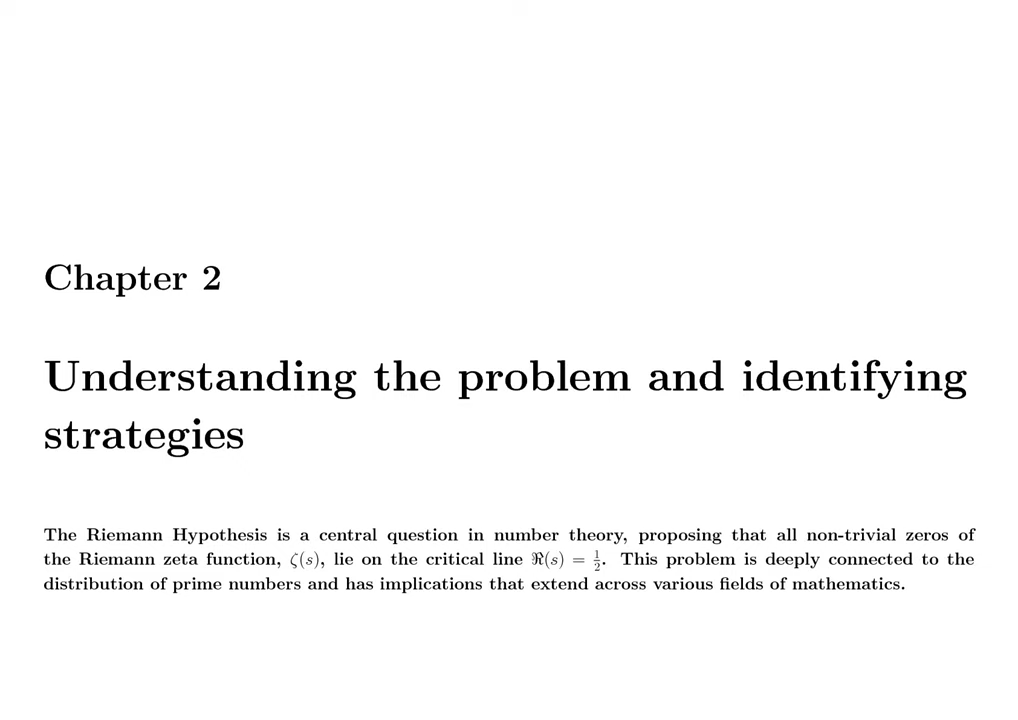 Chapter 2
Understanding the problem and identifying
strategies
The Riemann Hypothesis is a central question in number theory, proposing that all non-trivial zeros of
the Riemann zeta function, ζ(s), lie on the critical line ℜ(s) = 1/2. This problem is deeply connected to the
distribution of prime numbers and has implications that extend across various fields of mathematics.